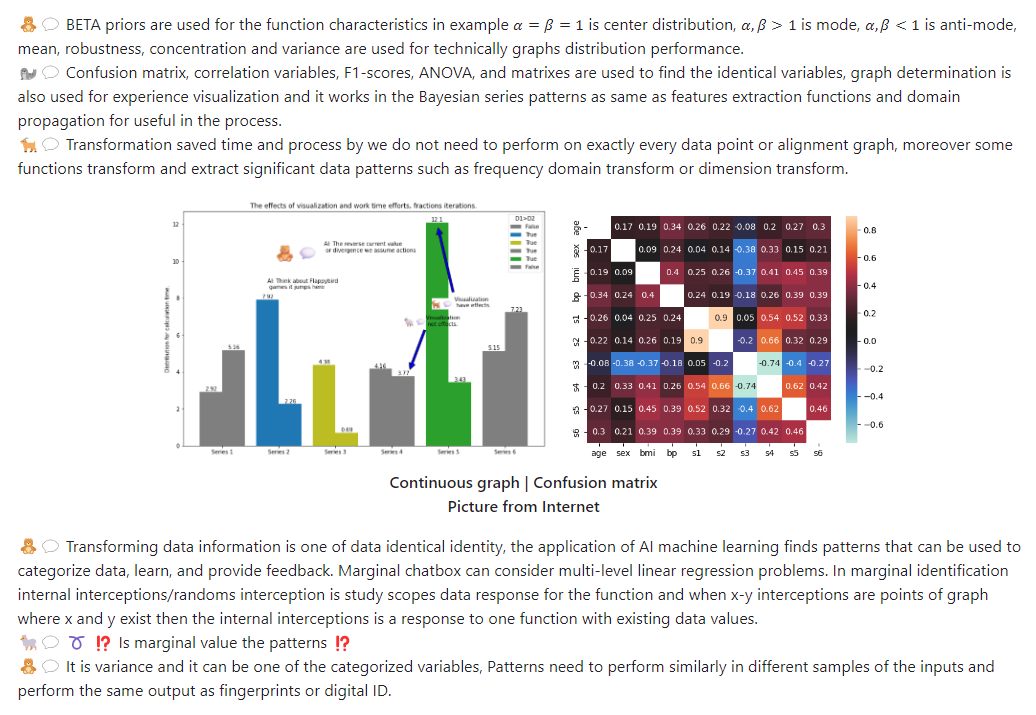 BETA priors are used for the function characteristics in example α = β = 1 is center distribution, α, β > 1 is mode, α, β < 1 is anti-mode,
mean, robustness, concentration and variance are used for technically graphs distribution performance.
Confusion matrix, correlation variables, F1-scores, ANOVA, and matrixes are used to find the identical variables, graph determination is
also used for experience visualization and it works in the Bayesian series patterns as same as features extraction functions and domain
propagation for useful in the process.
Transformation saved time and process by we do not need to perform on exactly every data point or alignment graph, moreover some
functions transform and extract significant data patterns such as frequency domain transform or dimension transform.
The effects of visualization and work time efforts, fractions iterations.
Distribution for calculation time
12
10
8
6
4
2
0
2.92
5.16
7.92
2.26
4.38
0.69
4.16
3.77
12.1
3.43
5.15
7.23
AI: The reverse current value
or divergence we assume actions
AI: Think about Flappybird
games it jumps here
Visualization
have effects
Visualization
not effects.
D1>D2
False
True
True
True
True
False
Series 1 Series 2 Series 3 Series 4 Series 5 Series 6
age 0.17 0.19 0.34 0.26 0.22 -0.08 0.2 0.27 0.3
sex 0.17 0.09 0.24 0.04 0.14 -0.38 0.33 0.15 0.21
bmi 0.19 0.09 0.4 0.25 0.26 -0.37 0.41 0.45 0.39
bp 0.34 0.24 0.4 0.24 0.19 -0.18 0.26 0.39 0.39
s1 0.26 0.04 0.25 0.24 0.9 0.05 0.54 0.52 0.33
s2 0.22 0.14 0.26 0.19 0.9 -0.2 0.66 0.32 0.29
s3 -0.08 -0.38 -0.37 -0.18 0.05 -0.2 -0.74 -0.4 -0.27
s4 0.2 0.33 0.41 0.26 0.54 0.66 -0.74 0.62 0.42
s5 0.27 0.15 0.45 0.39 0.52 0.32 -0.4 0.62 0.46
s6 0.3 0.21 0.39 0.39 0.33 0.29 -0.27 0.42 0.46
age sex bmi bp s1 s2 s3 s4 s5 s6
0.8
0.6
0.4
0.2
0.0
-0.2
-0.4
-0.6
Continuous graph | Confusion matrix
Picture from Internet
Transforming data information is one of data identical identity, the application of AI machine learning finds patterns that can be used to
categorize data, learn, and provide feedback. Marginal chatbox can consider multi-level linear regression problems. In marginal identification
internal interceptions/randoms interception is study scopes data response for the function and when x-y interceptions are points of graph
where x and y exist then the internal interceptions is a response to one function with existing data values.
⁉️ Is marginal value the patterns ⁉️
It is variance and it can be one of the categorized variables, Patterns need to perform similarly in different samples of the inputs and
perform the same output as fingerprints or digital ID.